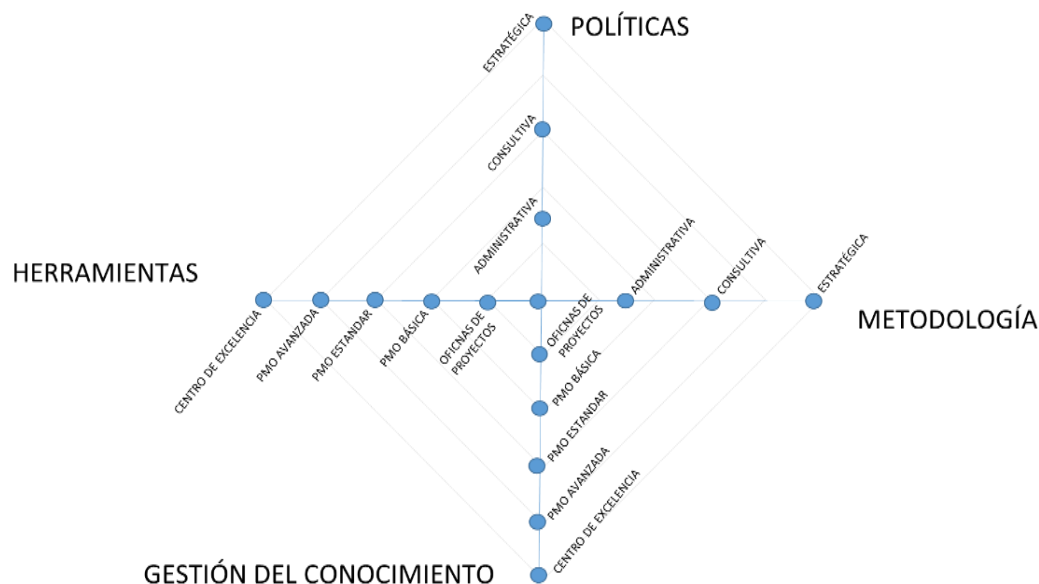 POLÍTICAS
ESTRATÉGICA
CONSULTIVA
ADMINISTRATIVA
HERRAMIENTAS
CENTRO DE EXCELENCIA
PMO AVANZADA
PMO ESTANDAR
PMO BÁSICA
OFICNAS DE
PROYECTOS
ADMINISTRATIVA
CONSULTIVA
ESTRATÉGICA
METODOLOGÍA
OFICNAS DE
PROYECTOS
PMO BÁSICA
PMO ESTANDAR
PMO AVANZADA
CENTRO DE EXCELENCIA
GESTIÓN DEL CONOCIMIENTO